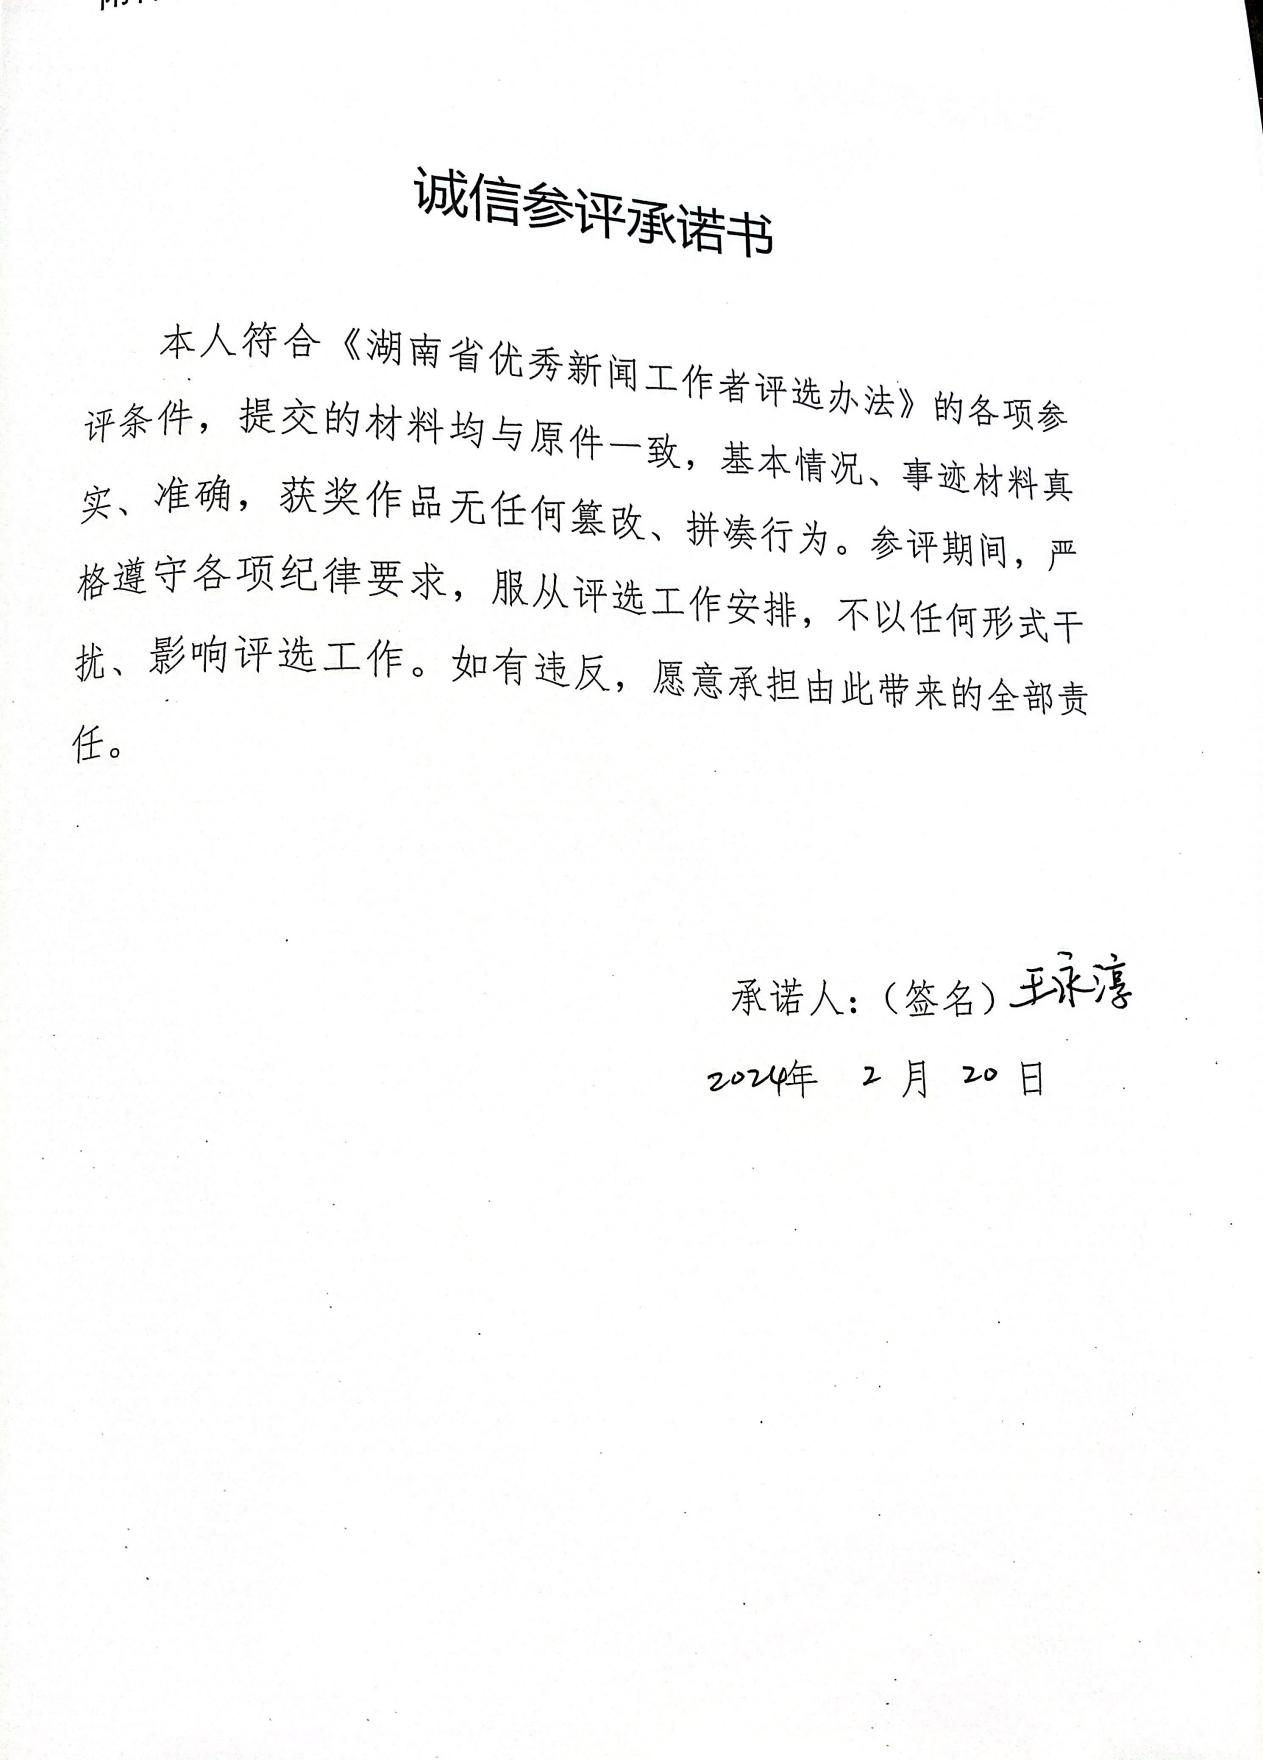 诚信参评承诺书
本人符合《湖南省优秀新闻工作者评选办法》的各项参
评条件，提交的材料均与原件一致，基本情况、事迹材料真
实、准确，获奖作品无任何篡改、拼凑行为。参评期间，严
格遵守各项纪律要求，服从评选工作安排，不以任何形式干
扰、影响评选工作。如有违反，愿意承担由此带来的全部责
任。
承诺人：（签名）王永淳
2024年 2 月 20 日